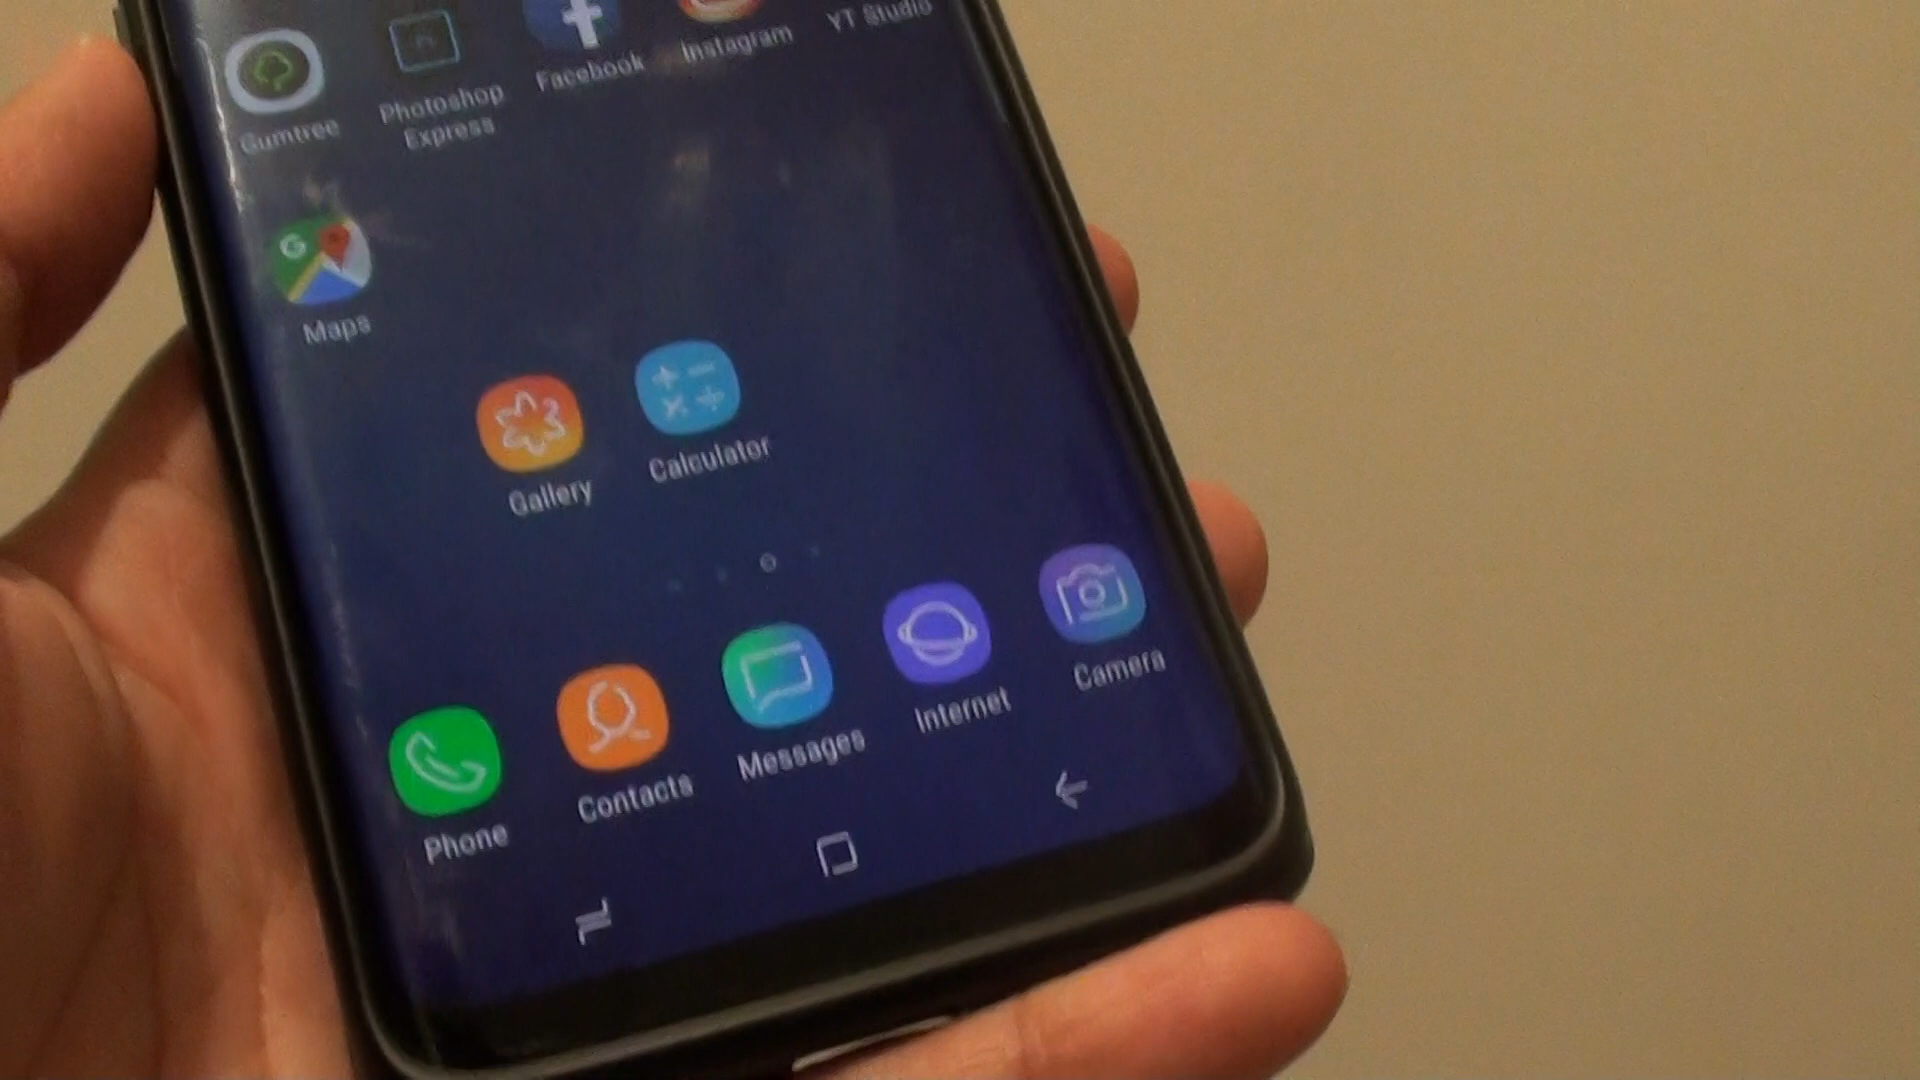 Gumtree
Photoshop
Express
Facebook
Instagram
YT Studio
G
Maps
Gallery
Calculator
Phone
Contacts
Messages
Internet
Camera